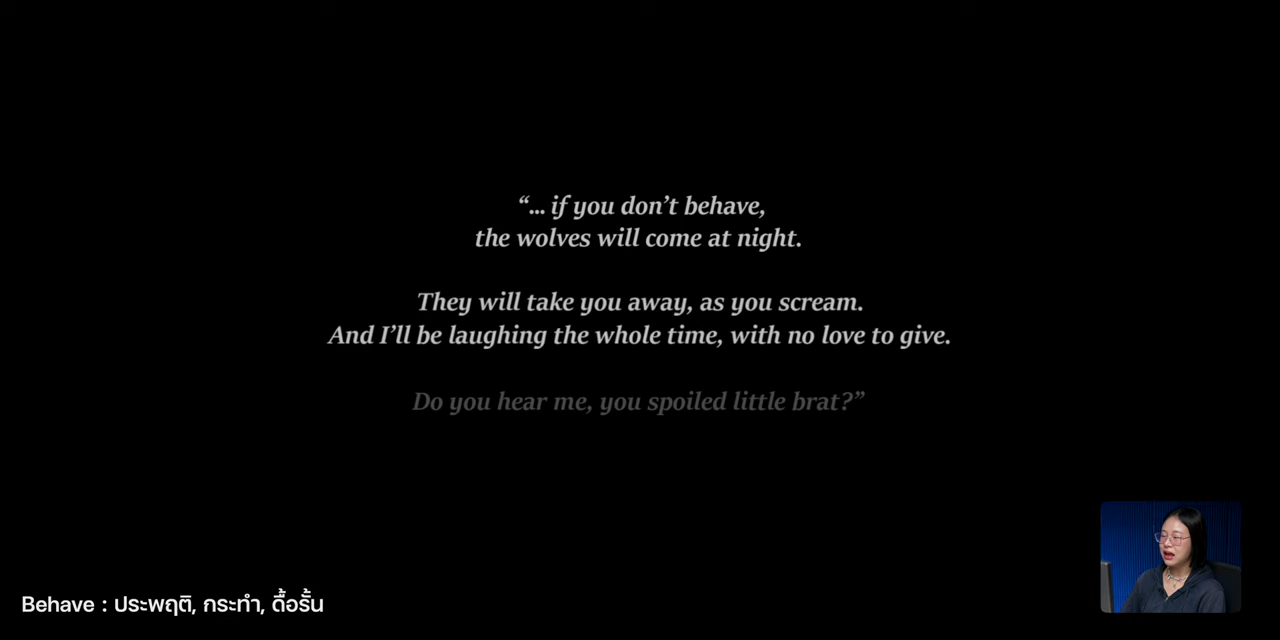 “... if you don’t behave,
the wolves will come at night.
They will take you away, as you scream.
And I’ll be laughing the whole time, with no love to give.
Do you hear me, you spoiled little brat?”
Behave : ประพฤติ, กระทำ, ดื้อรั้น